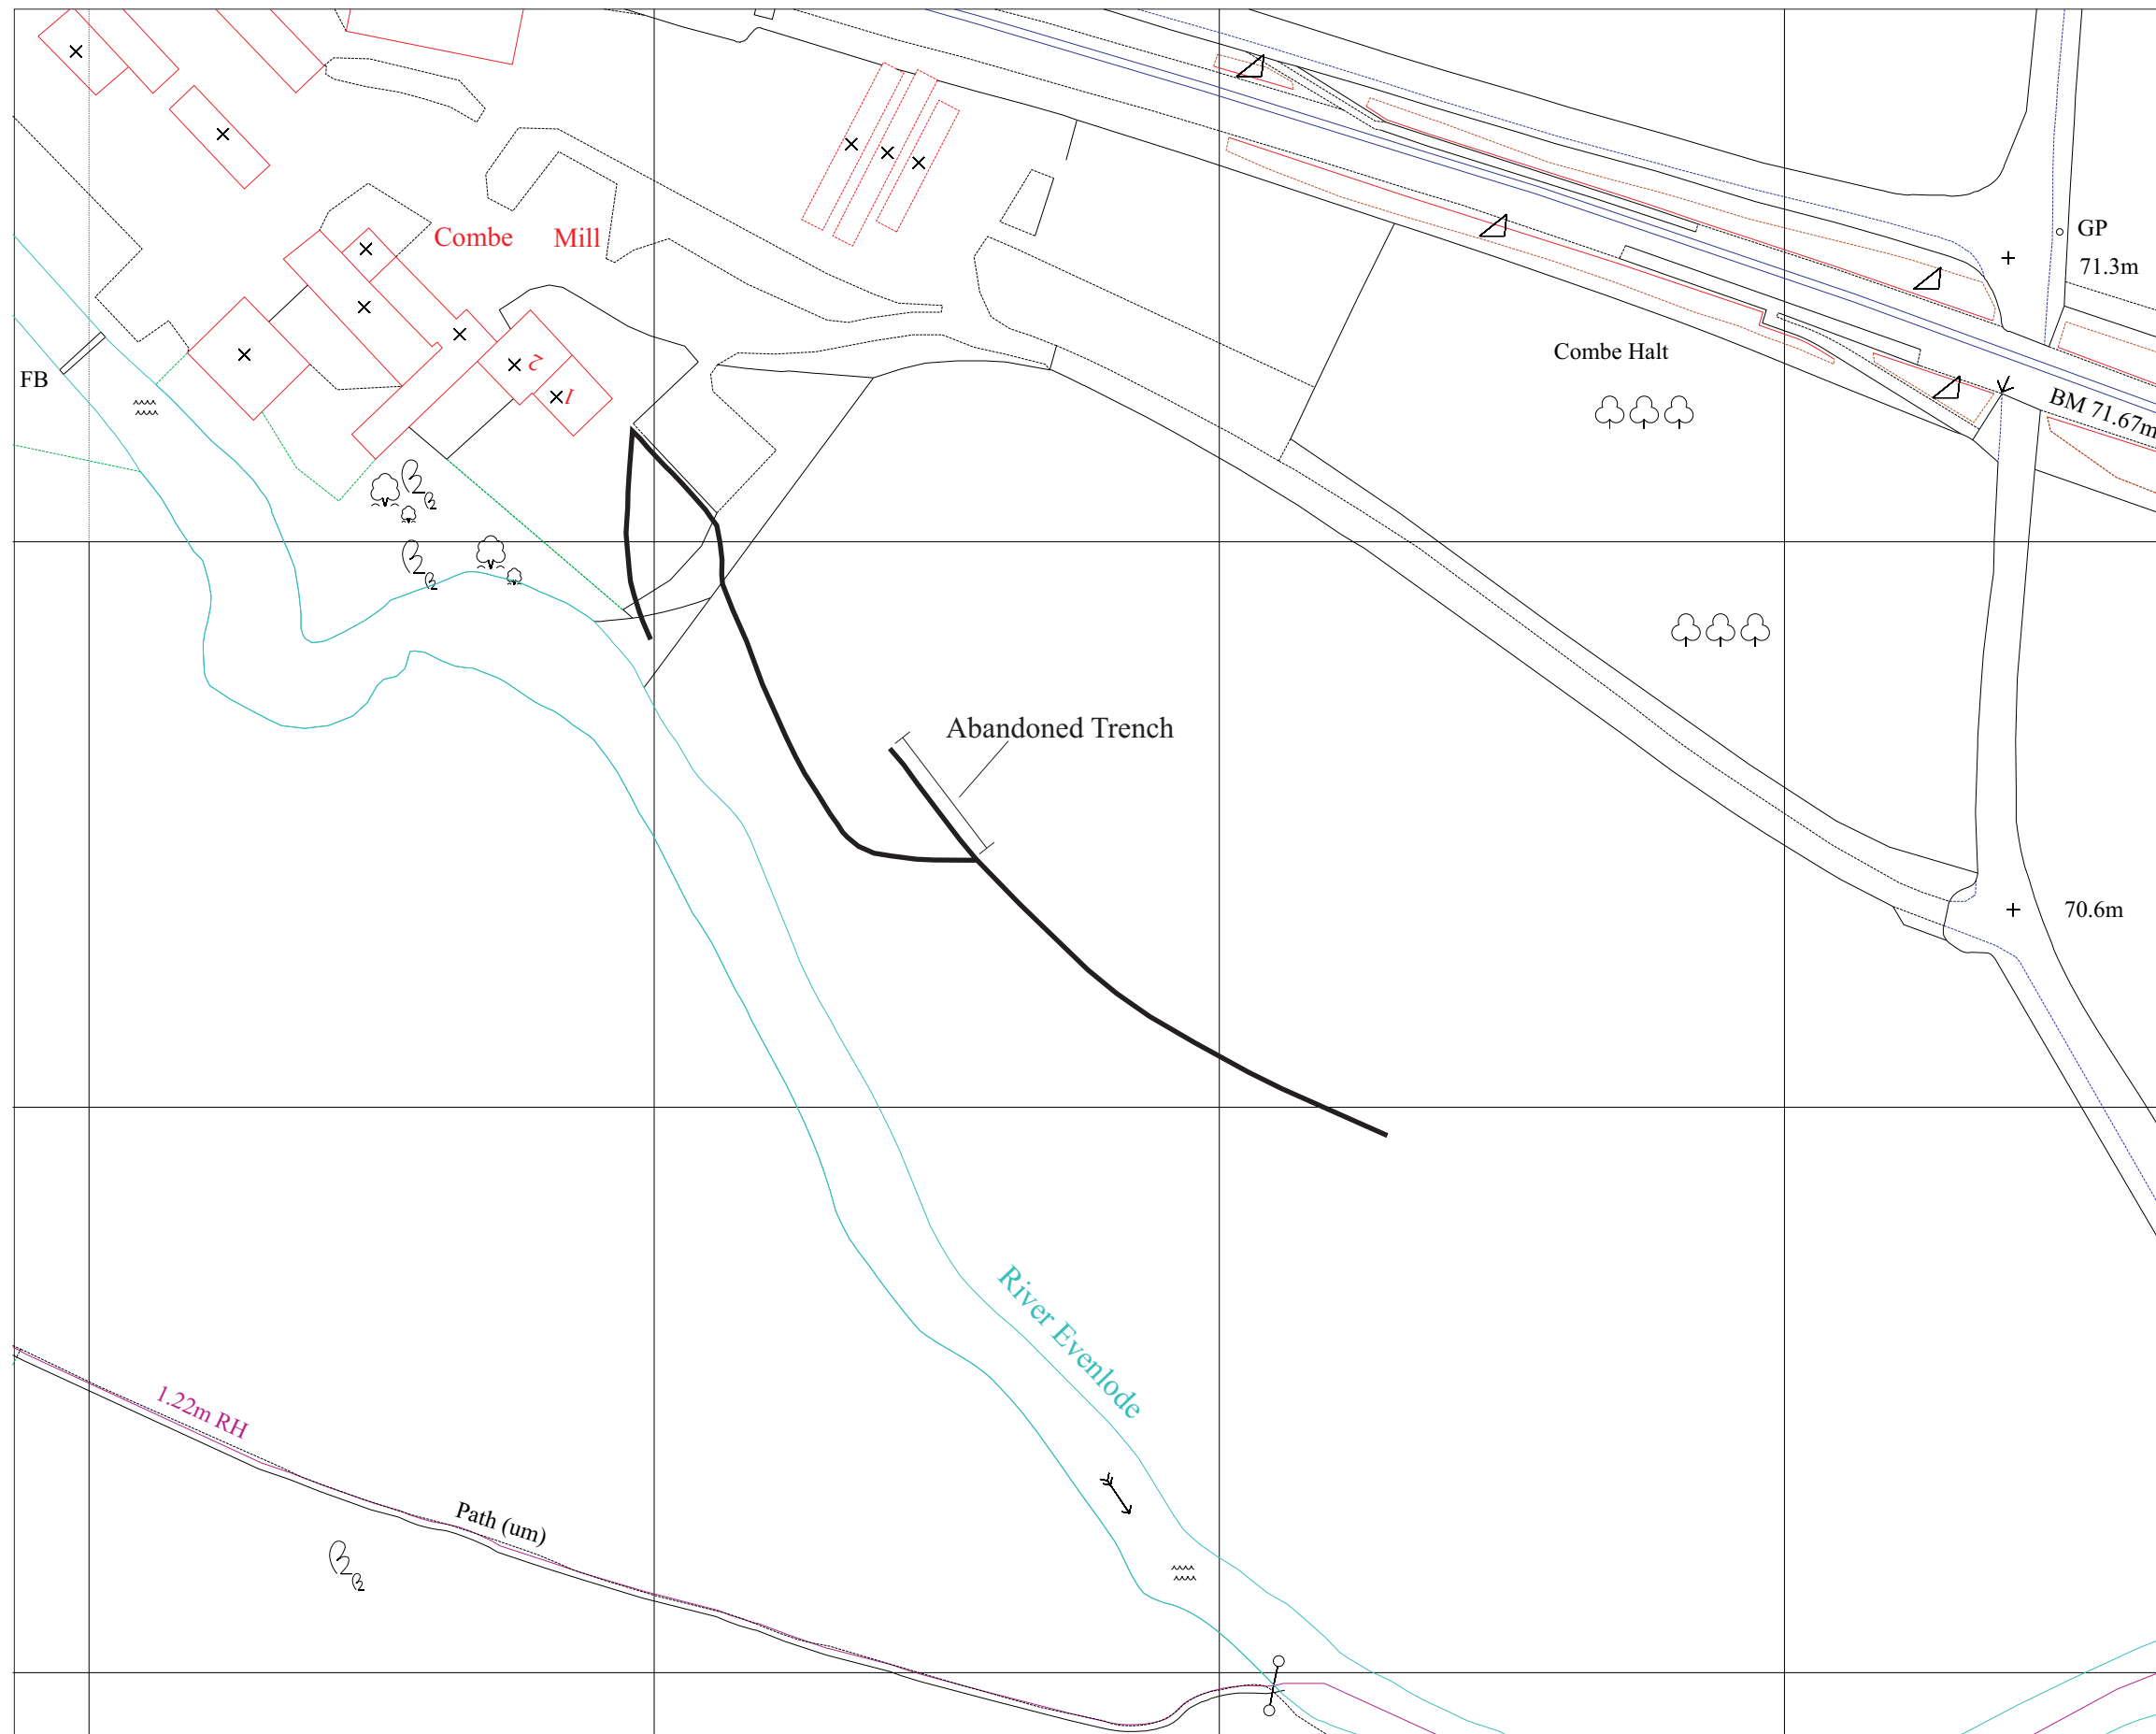 Combe Mill
GP
71.3m
Combe Halt
FB
2
1
BM 71.67m
Abandoned Trench
70.6m
River Evenlode
1.22m RH
Path (um)